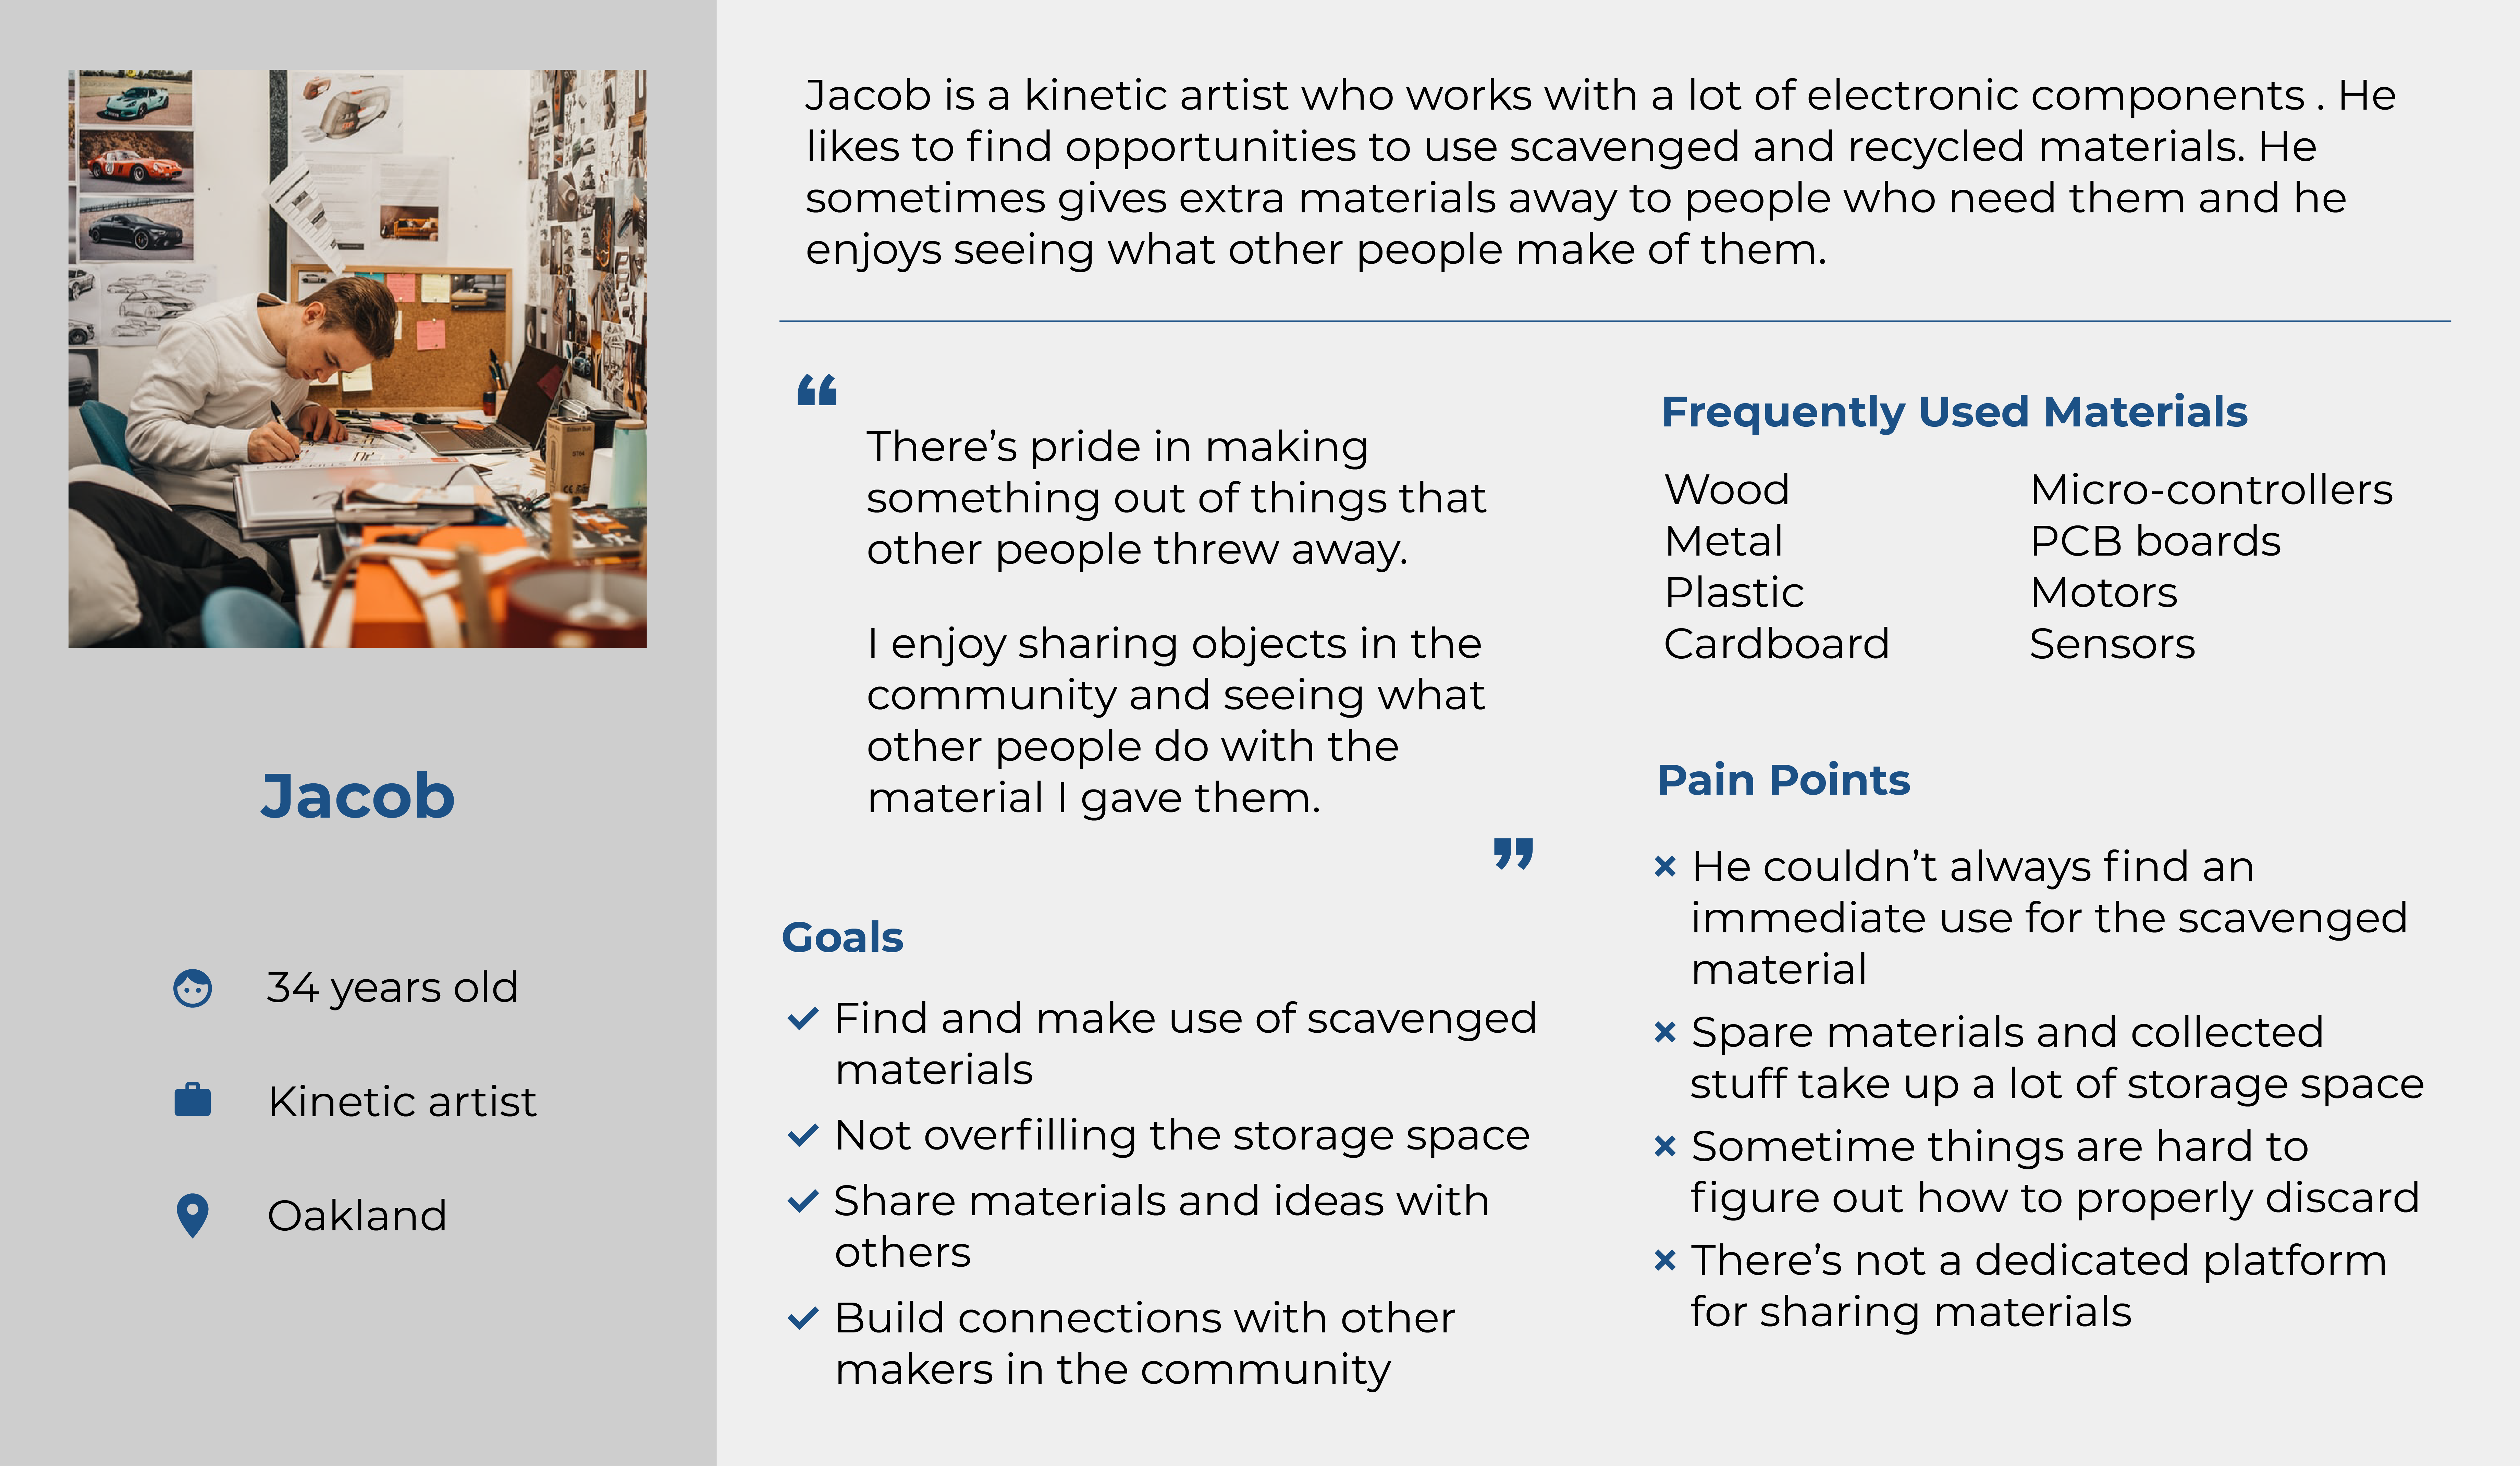 Jacob
34 years old
Kinetic artist
Oakland
Jacob is a kinetic artist who works with a lot of electronic components . He
likes to find opportunities to use scavenged and recycled materials. He
sometimes gives extra materials away to people who need them and he
enjoys seeing what other people make of them.
“
There’s pride in making
something out of things that
other people threw away.
I enjoy sharing objects in the
community and seeing what
other people do with the
material I gave them.
”
Goals
Find and make use of scavenged
materials
Not overfilling the storage space
Share materials and ideas with
others
Build connections with other
makers in the community
Frequently Used Materials
Wood
Metal
Plastic
Cardboard
Micro-controllers
PCB boards
Motors
Sensors
Pain Points
He couldn’t always find an
immediate use for the scavenged
material
Spare materials and collected
stuff take up a lot of storage space
Sometime things are hard to
figure out how to properly discard
There’s not a dedicated platform
for sharing materials